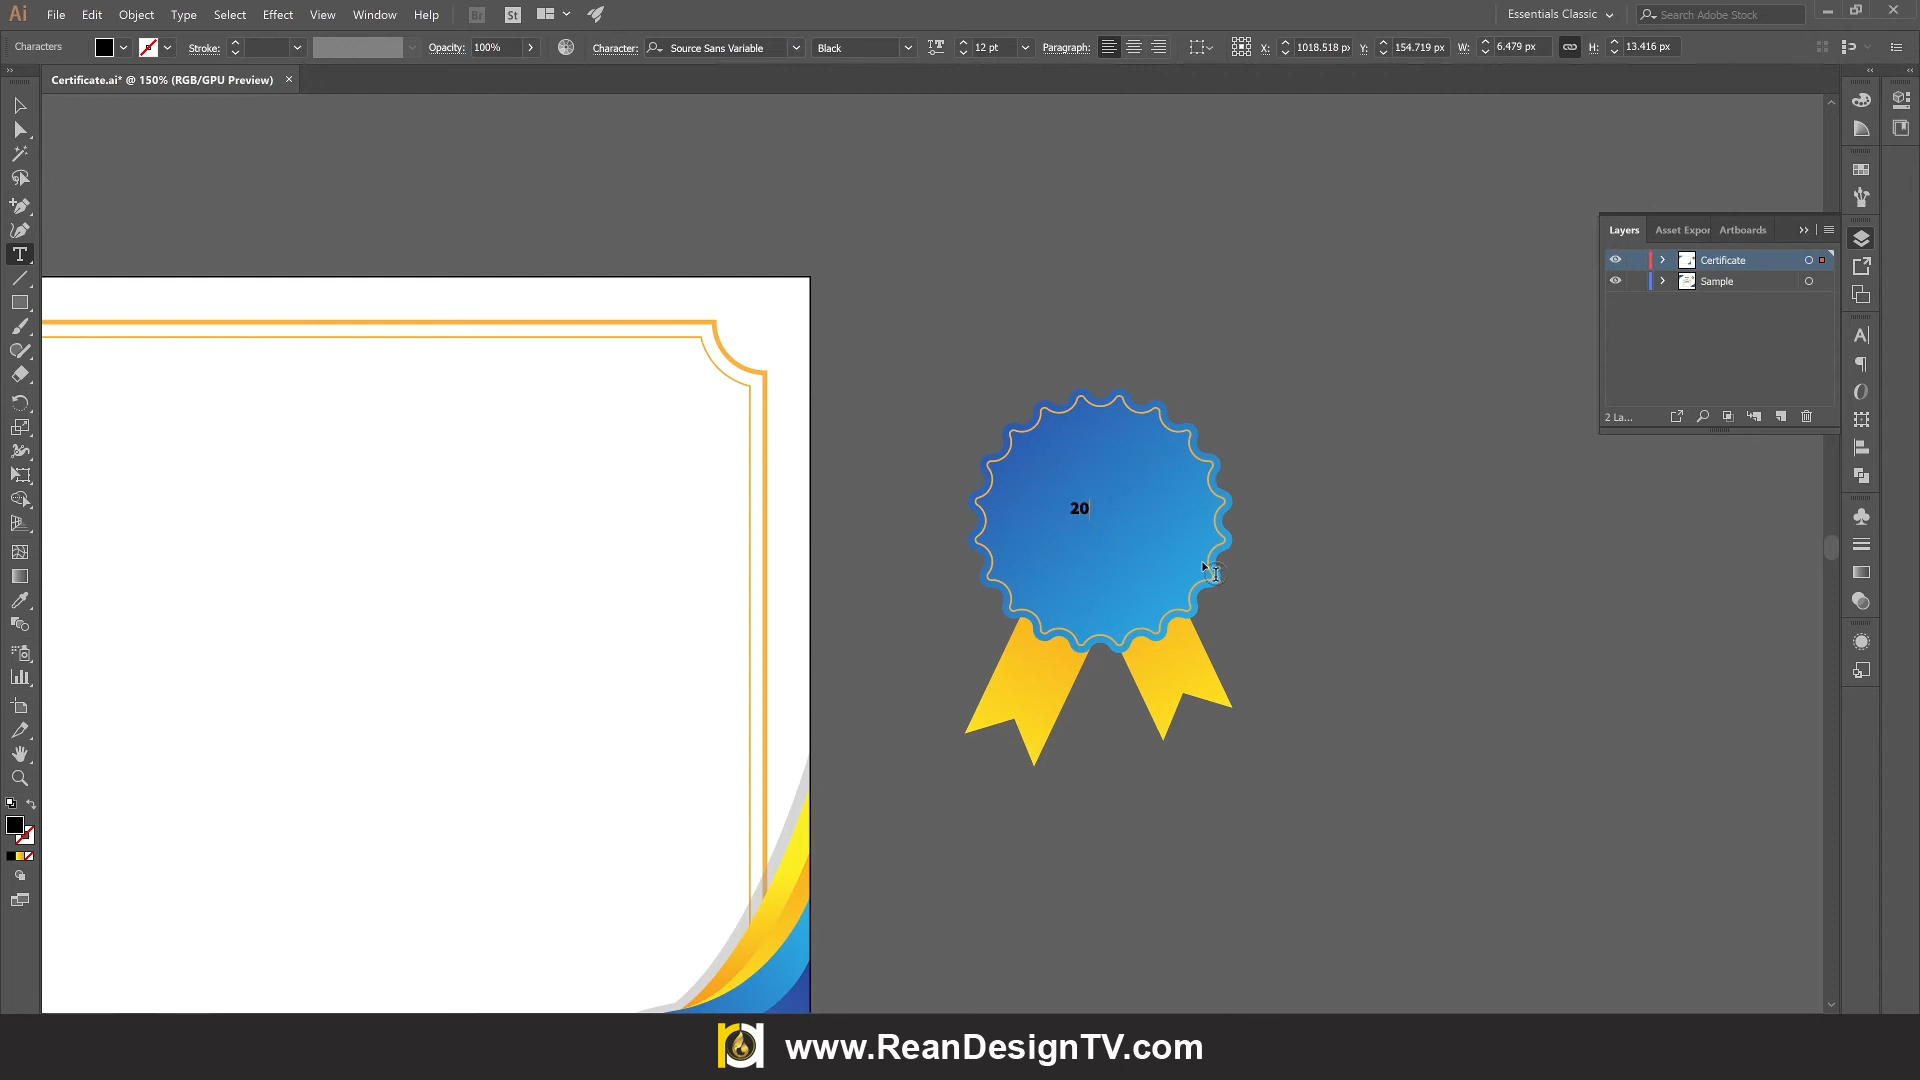 Ai File Edit Object Type Select Effect View Window Help Br St Essentials Classic Search Adobe Stock
Characters Stroke: Opacity: 100% Character: Source Sans Variable Black 12 pt Paragraph: X: 1018.518 px Y: 154.719 px W: 6.479 px H: 13.416 px
Certificate.ai* @ 150% (RGB/GPU Preview)
Layers Asset Expor Artboards
Certificate
Sample
2 La...
20
www.ReanDesignTV.com